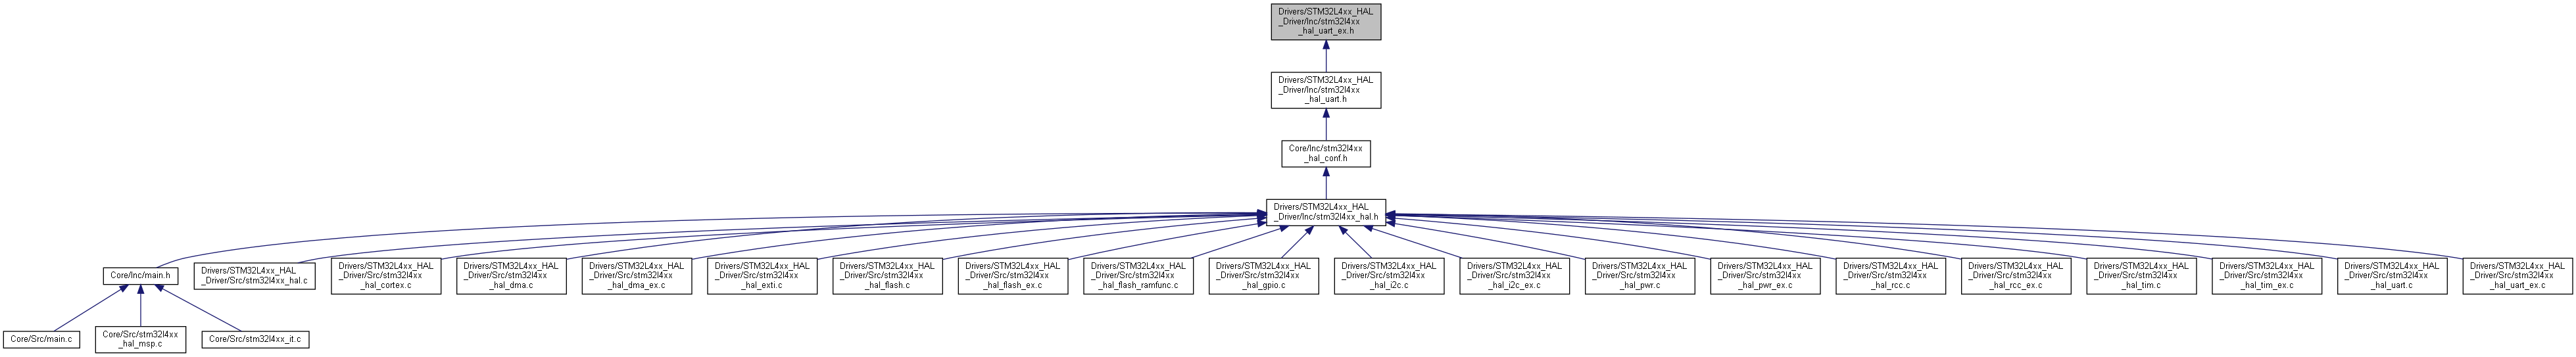 Drivers/STM32L4xx_HAL
_Driver/Inc/stm32l4xx
_hal_uart_ex.h
Drivers/STM32L4xx_HAL
_Driver/Inc/stm32l4xx
_hal_uart.h
Core/Inc/stm32l4xx
_hal_conf.h
Drivers/STM32L4xx_HAL
_Driver/Inc/stm32l4xx_hal.h
Core/Inc/main.h
Drivers/STM32L4xx_HAL
_Driver/Src/stm32l4xx_hal.c
Drivers/STM32L4xx_HAL
_Driver/Src/stm32l4xx
_hal_cortex.c
Drivers/STM32L4xx_HAL
_Driver/Src/stm32l4xx
_hal_dma.c
Drivers/STM32L4xx_HAL
_Driver/Src/stm32l4xx
_hal_dma_ex.c
Drivers/STM32L4xx_HAL
_Driver/Src/stm32l4xx
_hal_exti.c
Drivers/STM32L4xx_HAL
_Driver/Src/stm32l4xx
_hal_flash.c
Drivers/STM32L4xx_HAL
_Driver/Src/stm32l4xx
_hal_flash_ex.c
Drivers/STM32L4xx_HAL
_Driver/Src/stm32l4xx
_hal_flash_ramfunc.c
Drivers/STM32L4xx_HAL
_Driver/Src/stm32l4xx
_hal_gpio.c
Drivers/STM32L4xx_HAL
_Driver/Src/stm32l4xx
_hal_i2c.c
Drivers/STM32L4xx_HAL
_Driver/Src/stm32l4xx
_hal_i2c_ex.c
Drivers/STM32L4xx_HAL
_Driver/Src/stm32l4xx
_hal_pwr.c
Drivers/STM32L4xx_HAL
_Driver/Src/stm32l4xx
_hal_pwr_ex.c
Drivers/STM32L4xx_HAL
_Driver/Src/stm32l4xx
_hal_rcc.c
Drivers/STM32L4xx_HAL
_Driver/Src/stm32l4xx
_hal_rcc_ex.c
Drivers/STM32L4xx_HAL
_Driver/Src/stm32l4xx
_hal_tim.c
Drivers/STM32L4xx_HAL
_Driver/Src/stm32l4xx
_hal_tim_ex.c
Drivers/STM32L4xx_HAL
_Driver/Src/stm32l4xx
_hal_uart.c
Drivers/STM32L4xx_HAL
_Driver/Src/stm32l4xx
_hal_uart_ex.c
Core/Src/main.c
Core/Src/stm32l4xx
_hal_msp.c
Core/Src/stm32l4xx_it.c